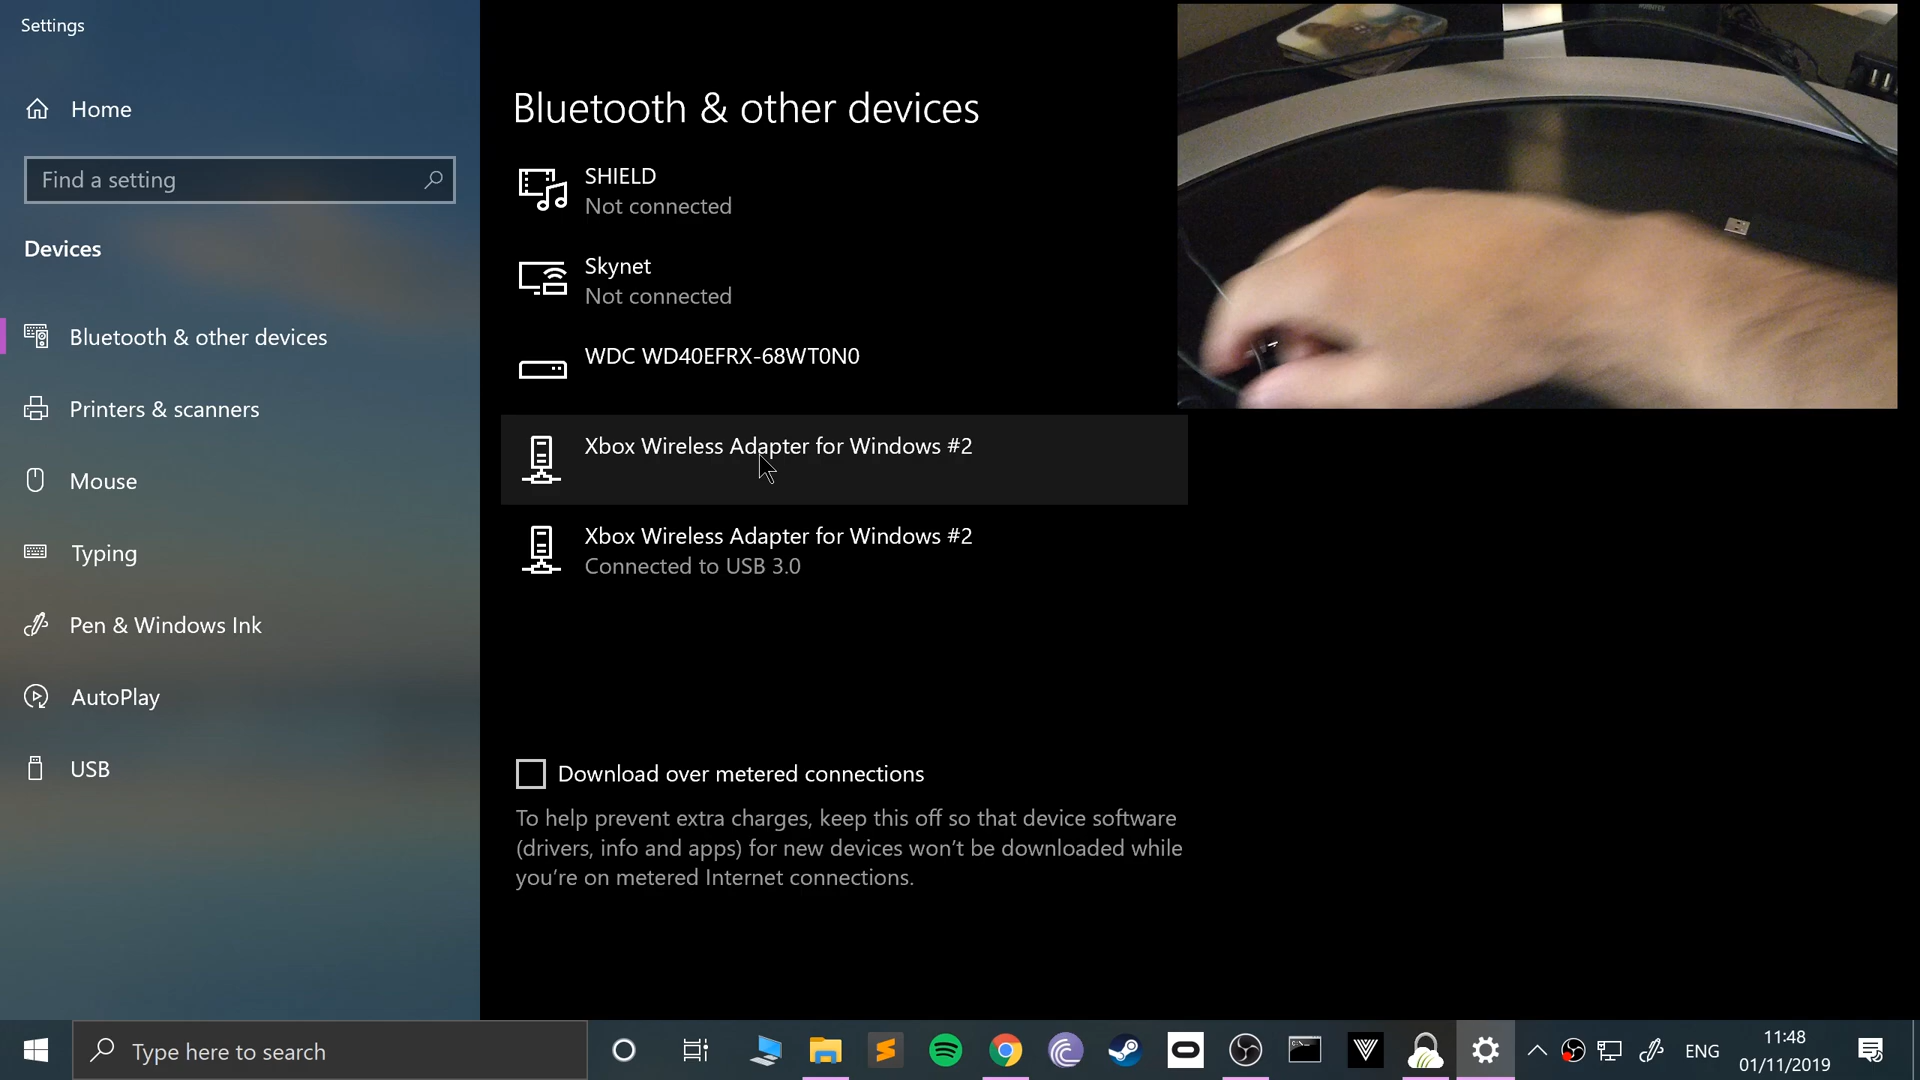 Settings
Home
Find a setting
Devices
Bluetooth & other devices
Printers & scanners
Mouse
Typing
Pen & Windows Ink
AutoPlay
USB
Bluetooth & other devices
SHIELD
Not connected
Skynet
Not connected
WDC WD40EFRX-68WT0N0
Xbox Wireless Adapter for Windows #2
Xbox Wireless Adapter for Windows #2
Connected to USB 3.0
Download over metered connections
To help prevent extra charges, keep this off so that device software
(drivers, info and apps) for new devices won't be downloaded while
you're on metered Internet connections.
Type here to search
ENG
11:48
01/11/2019